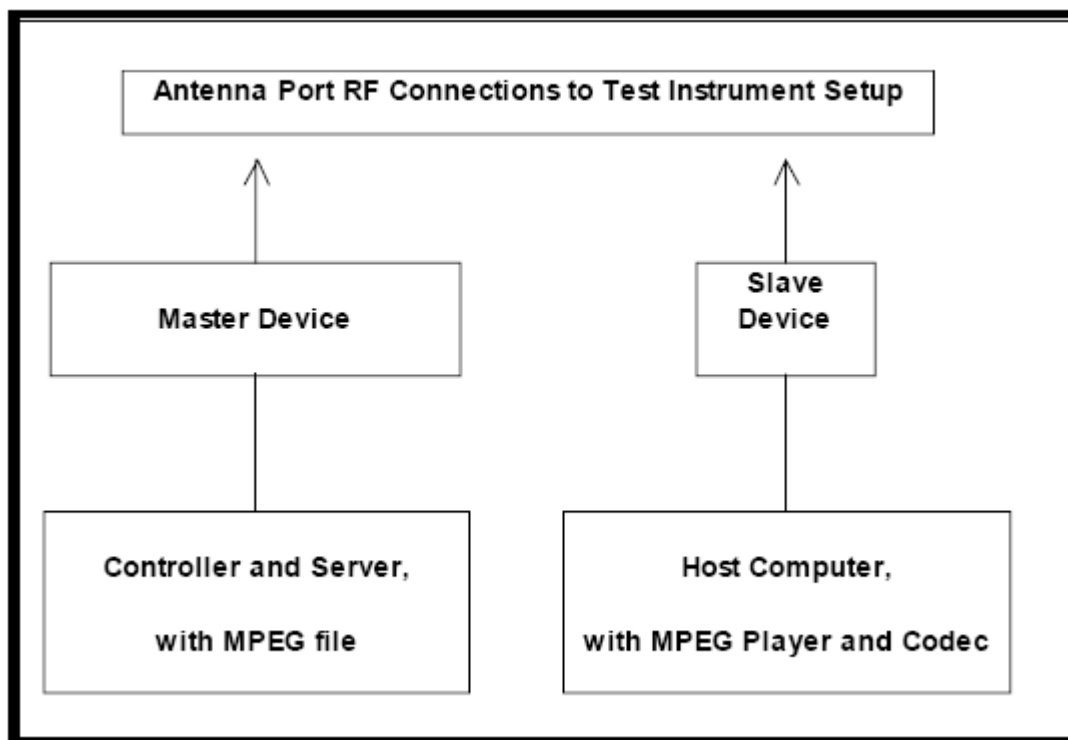 Antenna Port RF Connections to Test Instrument Setup
Master Device
Slave
Device
Controller and Server,
with MPEG file
Host Computer,
with MPEG Player and Codec